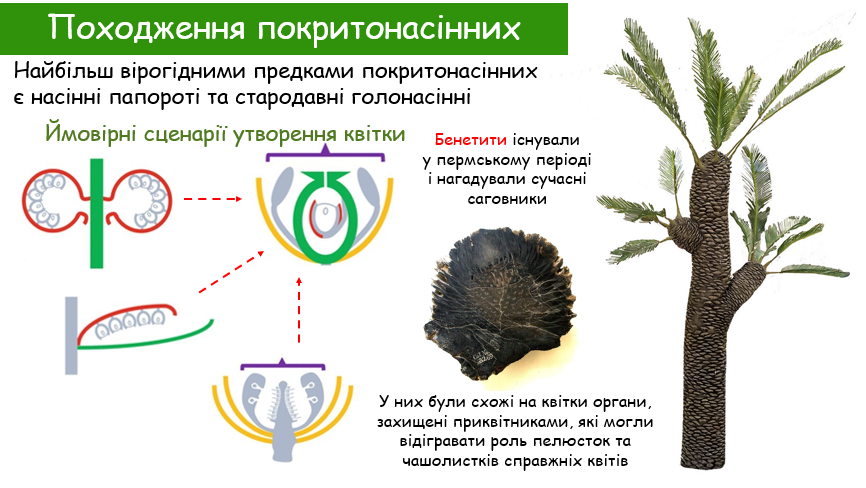 Походження покритонасінних
Найбільш вірогідними предками покритонасінних
є насінні папороті та стародавні голонасінні
Ймовірні сценарії утворення квітки
Бенетити існували
у пермському періоді
і нагадували сучасні
саговники
У них були схожі на квітки органи,
захищені приквітниками, які могли
відігравати роль пелюсток та
чашолистків справжніх квітів